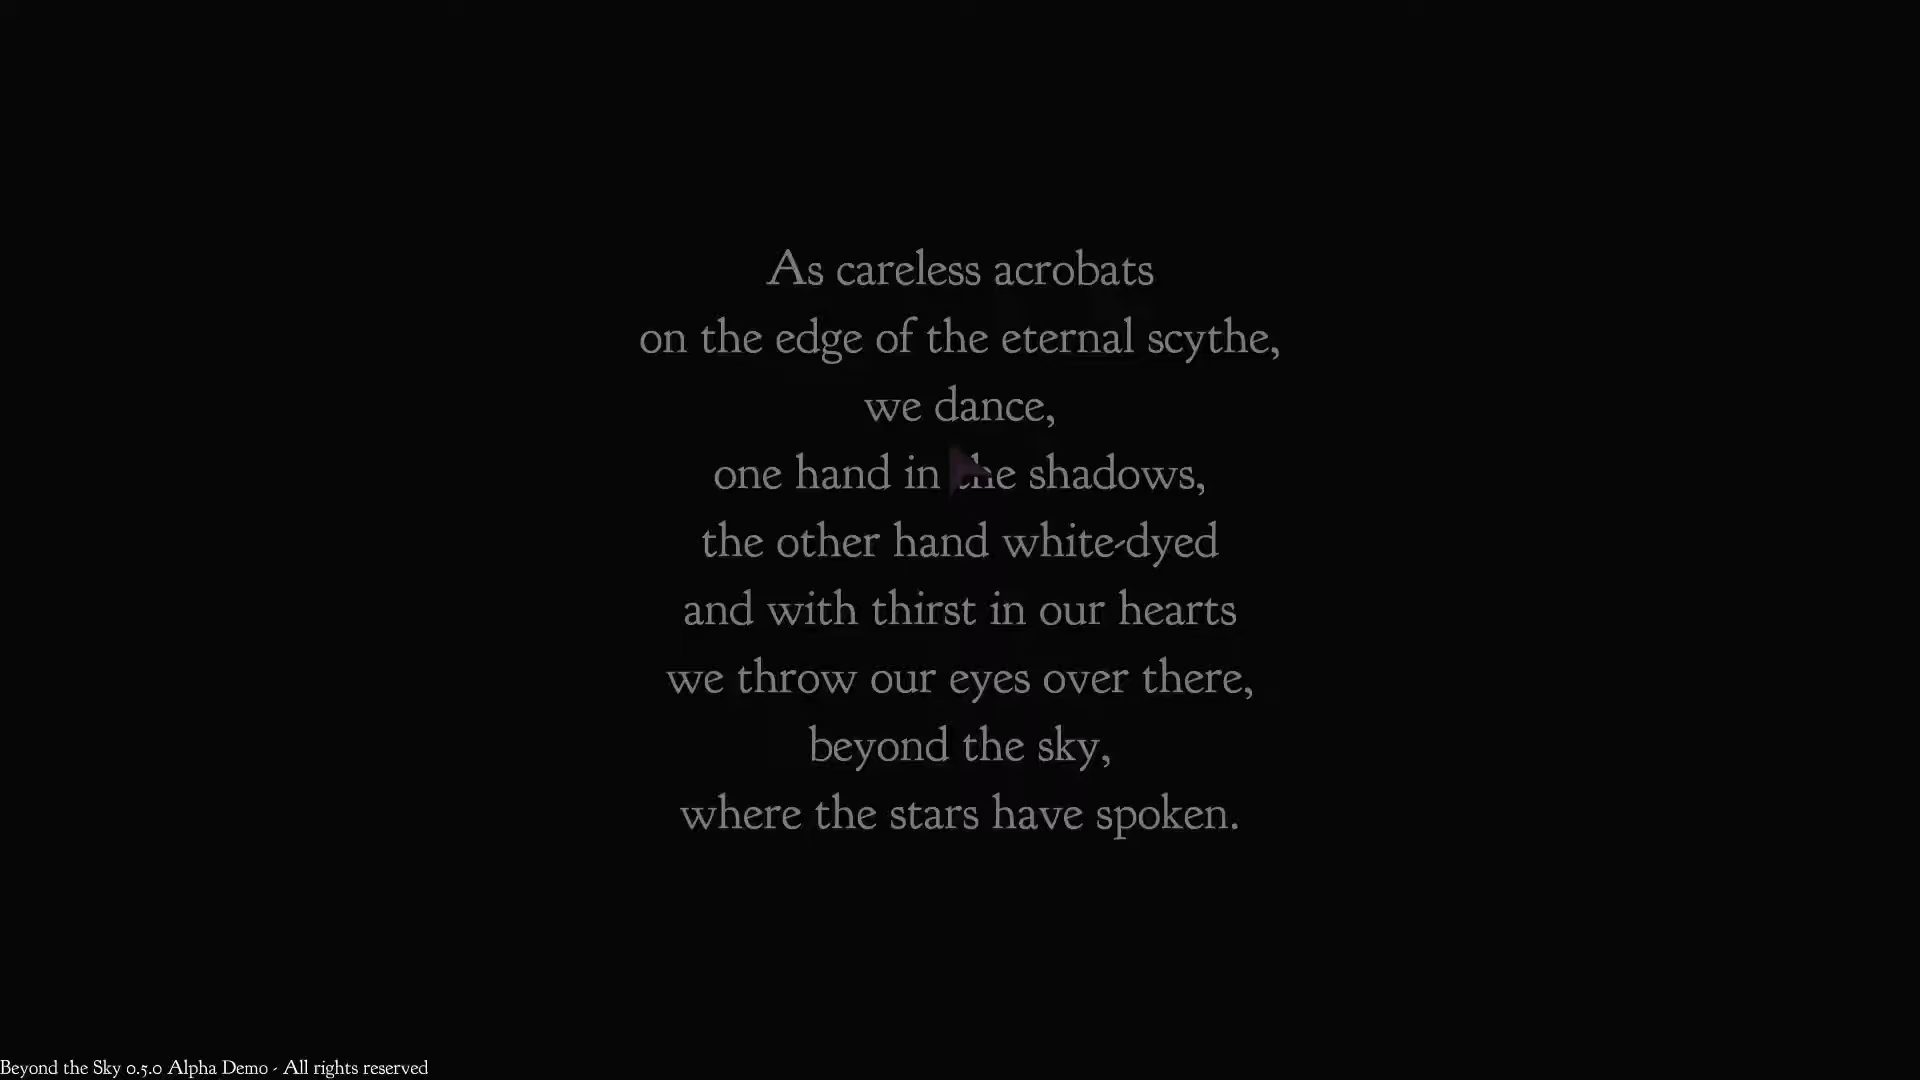 As careless acrobats
on the edge of the eternal scythe,
we dance,
one hand in the shadows,
the other hand white-dyed
and with thirst in our hearts
we throw our eyes over there,
beyond the sky,
where the stars have spoken.
Beyond the Sky 0.5.0 Alpha Demo - All rights reserved